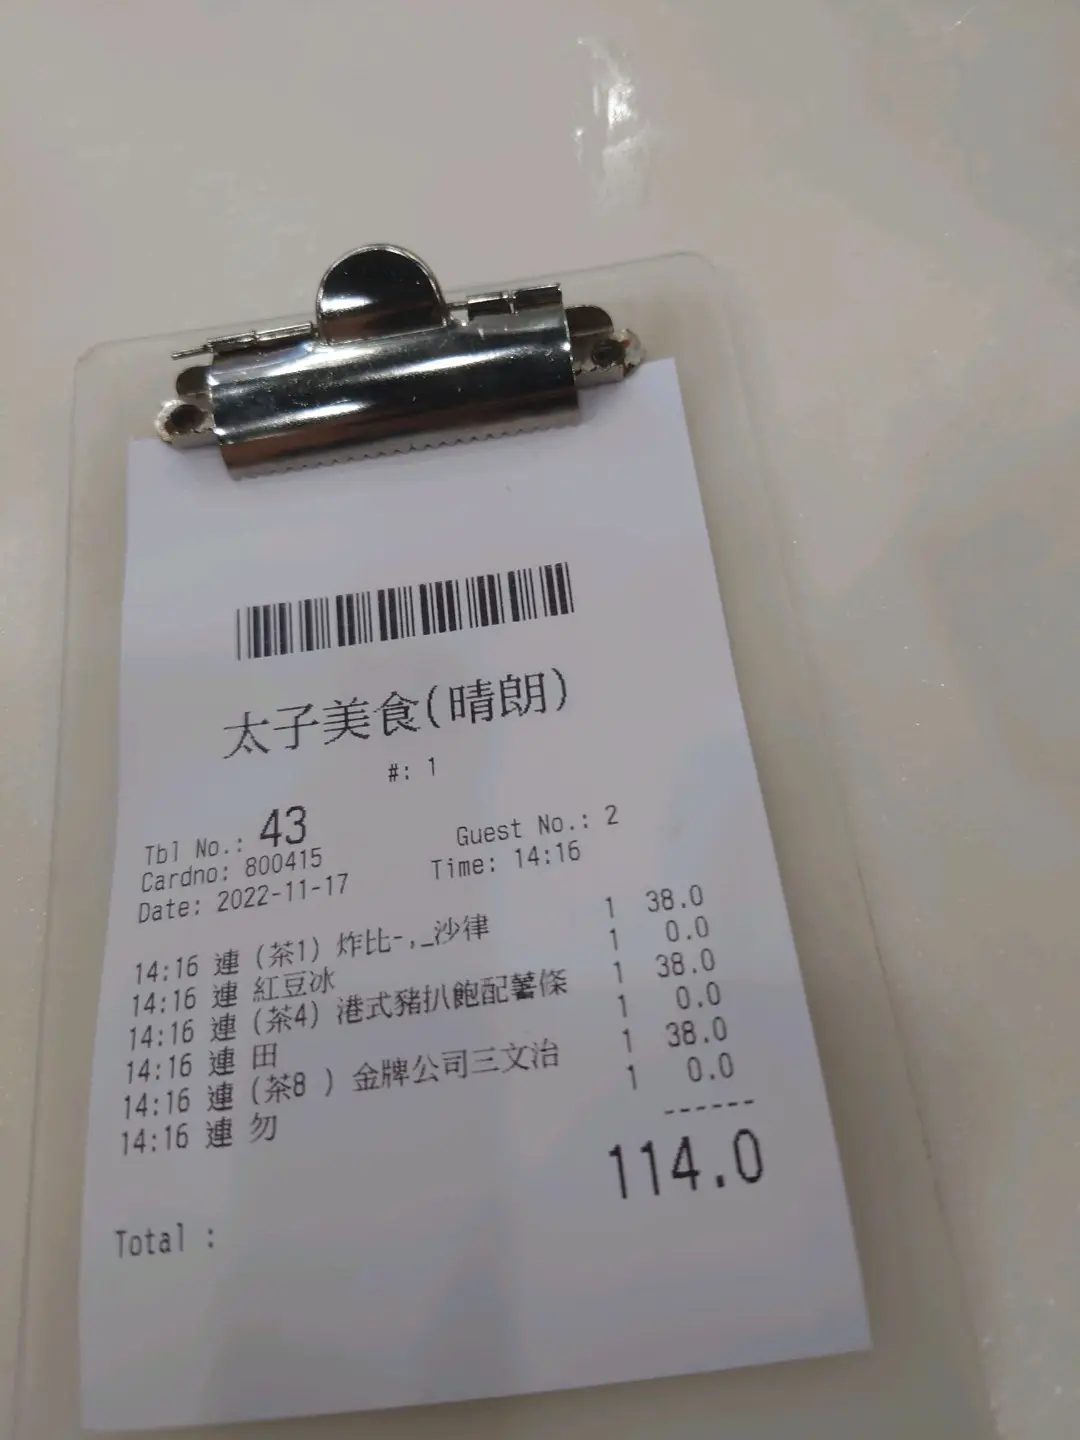 太子美食(晴朗)
#: 1
Tbl No.: 43 Guest No.: 2
Cardno: 800415 Time: 14:16
Date: 2022-11-17
14:16 連 (茶1) 炸比-,_沙律 1 38.0
14:16 連 紅豆冰 1 0.0
14:16 連 (茶4) 港式豬扒飽配薯條 1 38.0
14:16 連 田 1 0.0
14:16 連 (茶8 ) 金牌公司三文治 1 38.0
14:16 連 勿 1 0.0
------
114.0
Total :